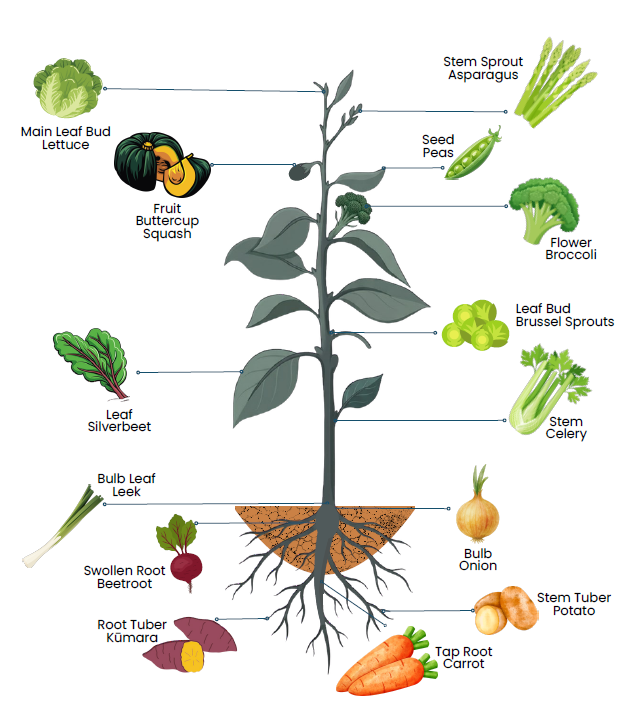 Stem Sprout
Asparagus
Main Leaf Bud
Lettuce
Seed
Peas
Fruit
Buttercup
Squash
Flower
Broccoli
Leaf Bud
Brussel Sprouts
Leaf
Silverbeet
Stem
Celery
Bulb Leaf
Leek
Bulb
Onion
Swollen Root
Beetroot
Stem Tuber
Potato
Root Tuber
Kūmara
Tap Root
Carrot